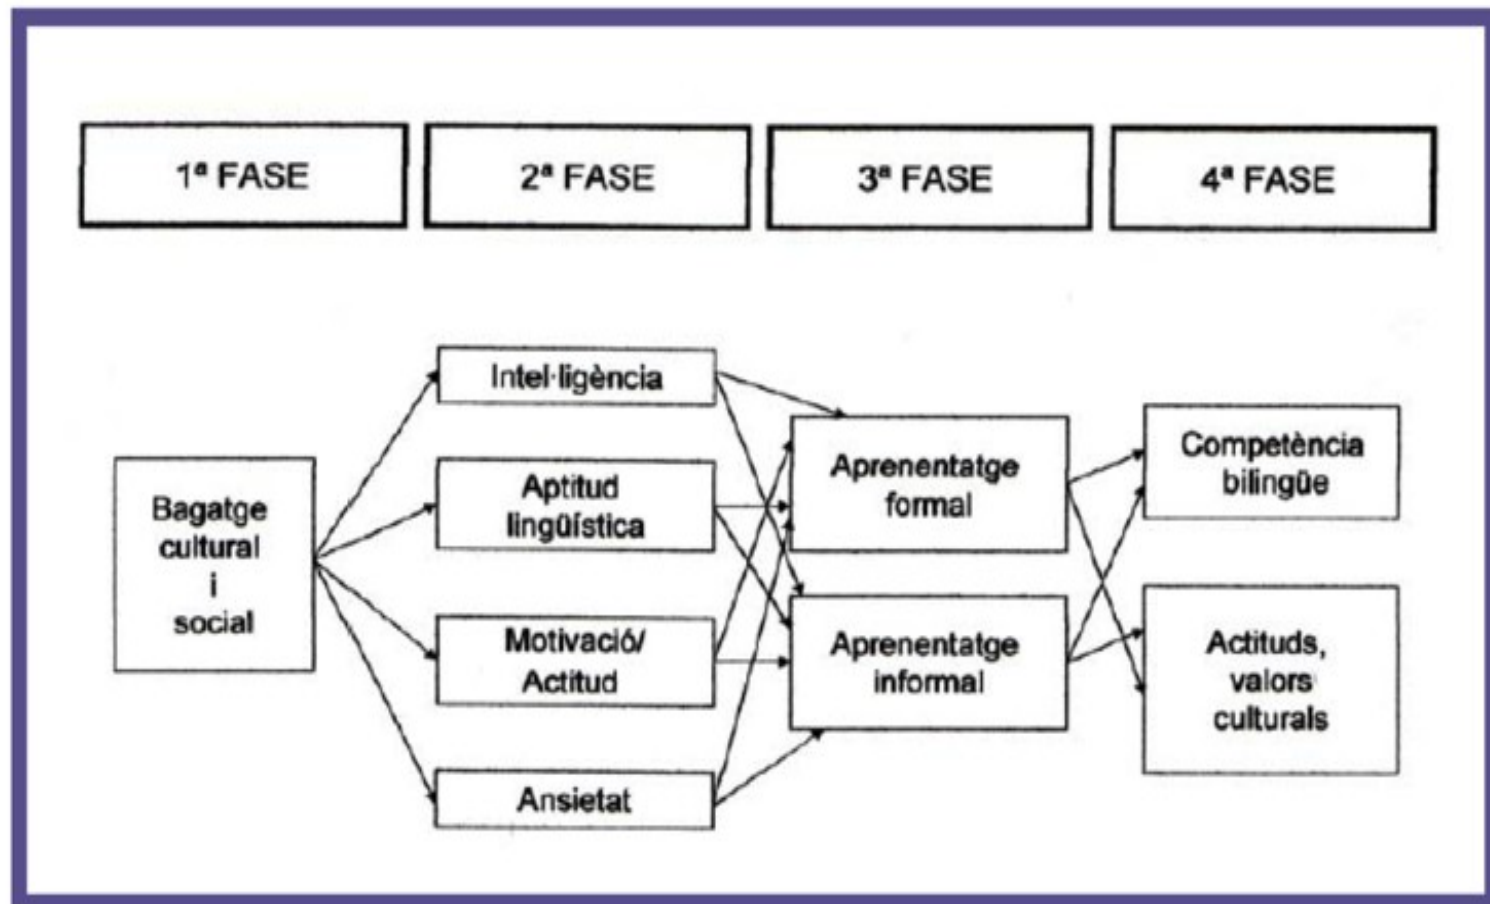 1ª FASE
2ª FASE
3ª FASE
4ª FASE
Bagatge
cultural
i
social
Intel·ligència
Aptitud
lingüística
Motivació/
Actitud
Ansietat
Aprenentatge
formal
Aprenentatge
informal
Competència
bilingüe
Actituds,
valors
culturals